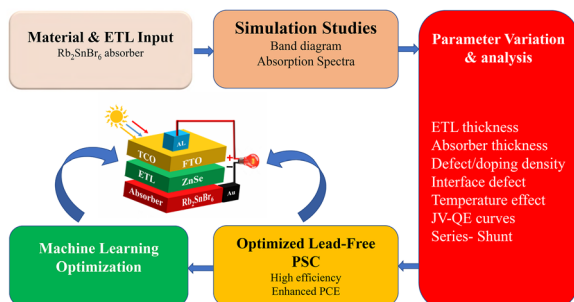 Material & ETL Input
Rb₂SnBr₆ absorber
Simulation Studies
Band diagram
Absorption Spectra
Parameter Variation
& analysis
ETL thickness
Absorber thickness
Defect/doping density
Interface defect
Temperature effect
JV-QE curves
Series- Shunt
AL
TCO FTO
+
-
ETL ZnSe
Absorber Rb₂SnBr₆
Au
Machine Learning
Optimization
Optimized Lead-Free
PSC
High efficiency
Enhanced PCE